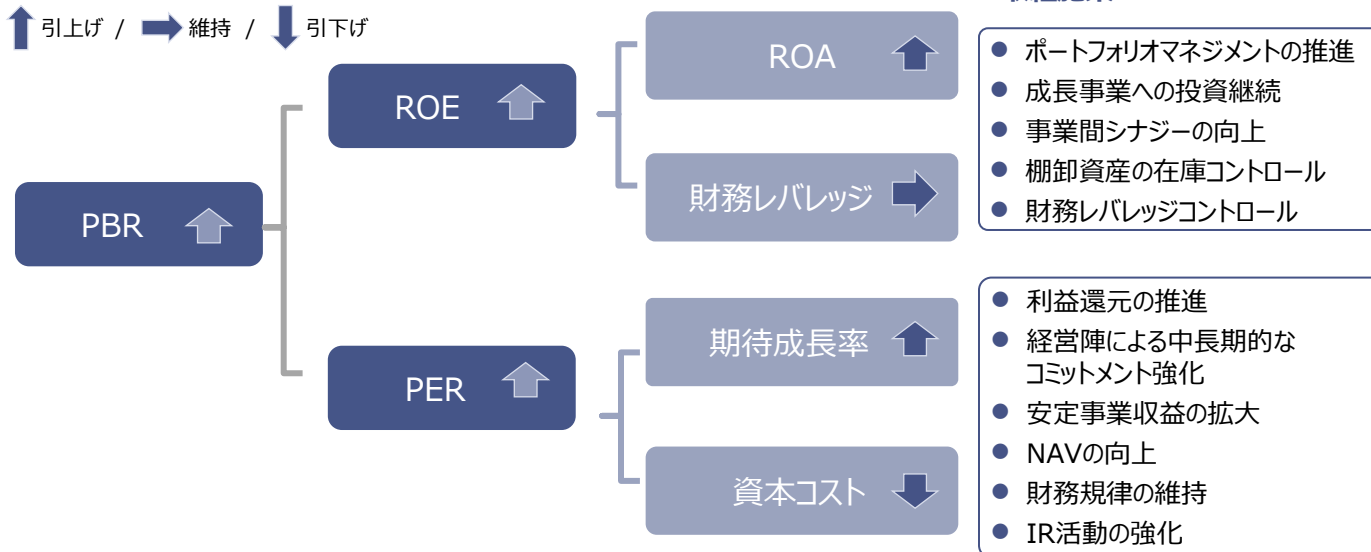 引上げ / 維持 / 引下げ
PBR
ROE
PER
ROA
財務レバレッジ
期待成長率
資本コスト
● ポートフォリオマネジメントの推進
● 成長事業への投資継続
● 事業間シナジーの向上
● 棚卸資産の在庫コントロール
● 財務レバレッジコントロール
● 利益還元の推進
● 経営陣による中長期的な
コミットメント強化
● 安定事業収益の拡大
● NAVの向上
● 財務規律の維持
● IR活動の強化